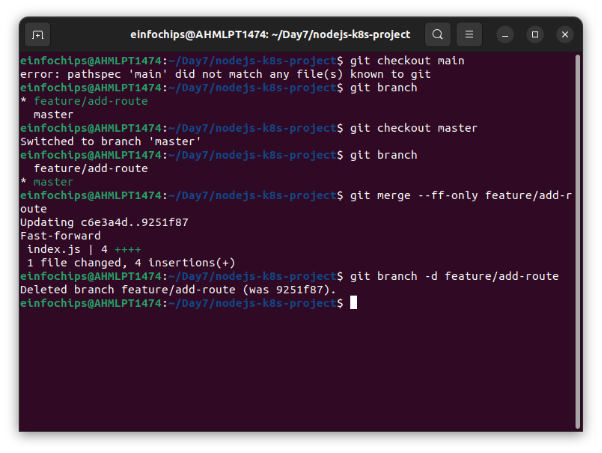 einfochips@AHMLPT1474: ~/Day7/nodejs-k8s-project
einfochips@AHMLPT1474:~/Day7/nodejs-k8s-project$ git checkout main
error: pathspec 'main' did not match any file(s) known to git
einfochips@AHMLPT1474:~/Day7/nodejs-k8s-project$ git branch
* feature/add-route
  master
einfochips@AHMLPT1474:~/Day7/nodejs-k8s-project$ git checkout master
Switched to branch 'master'
einfochips@AHMLPT1474:~/Day7/nodejs-k8s-project$ git branch
  feature/add-route
* master
einfochips@AHMLPT1474:~/Day7/nodejs-k8s-project$ git merge --ff-only feature/add-r
oute
Updating c6e3a4d..9251f87
Fast-forward
 index.js | 4 ++++
 1 file changed, 4 insertions(+)
einfochips@AHMLPT1474:~/Day7/nodejs-k8s-project$ git branch -d feature/add-route
Deleted branch feature/add-route (was 9251f87).
einfochips@AHMLPT1474:~/Day7/nodejs-k8s-project$